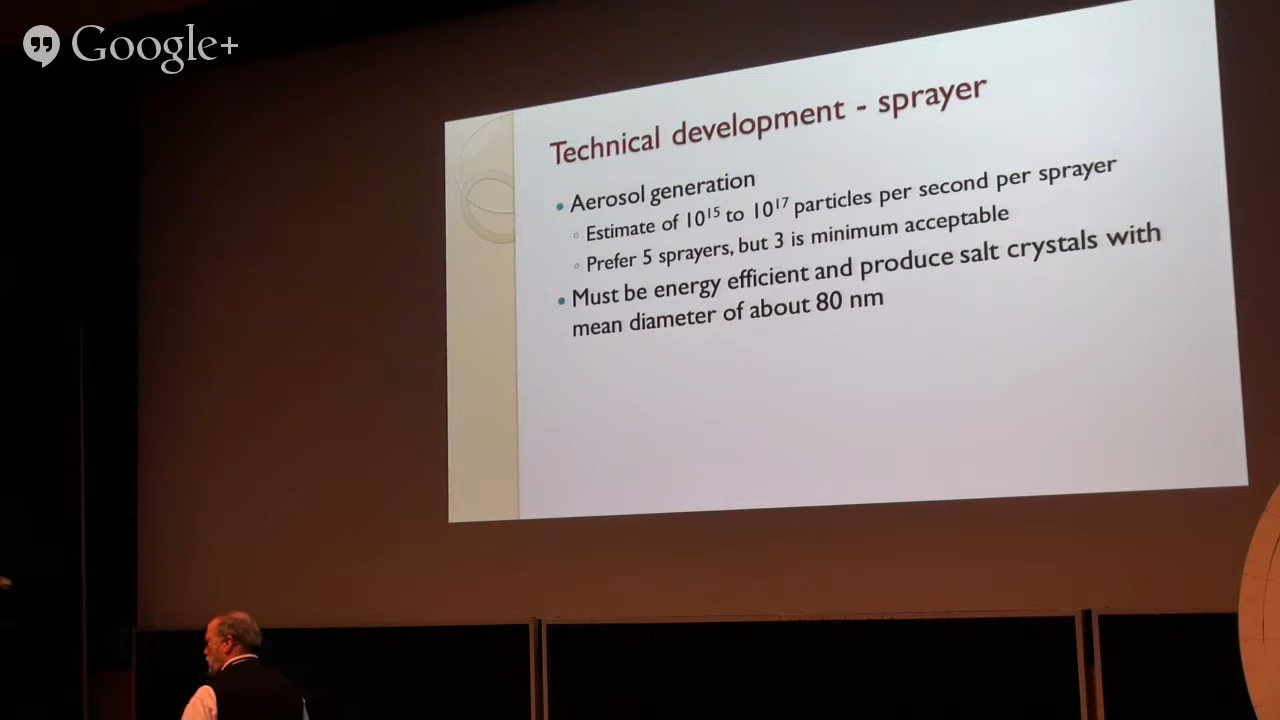 Google+
Technical development - sprayer
• Aerosol generation
◦ Estimate of 10¹⁵ to 10¹⁷ particles per second per sprayer
◦ Prefer 5 sprayers, but 3 is minimum acceptable
• Must be energy efficient and produce salt crystals with
mean diameter of about 80 nm